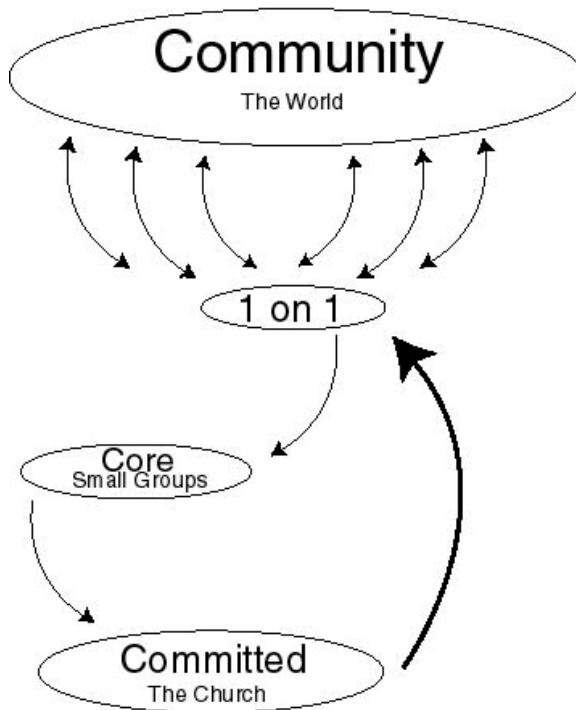 Community
The World
1 on 1
Core
Small Groups
Committed
The Church